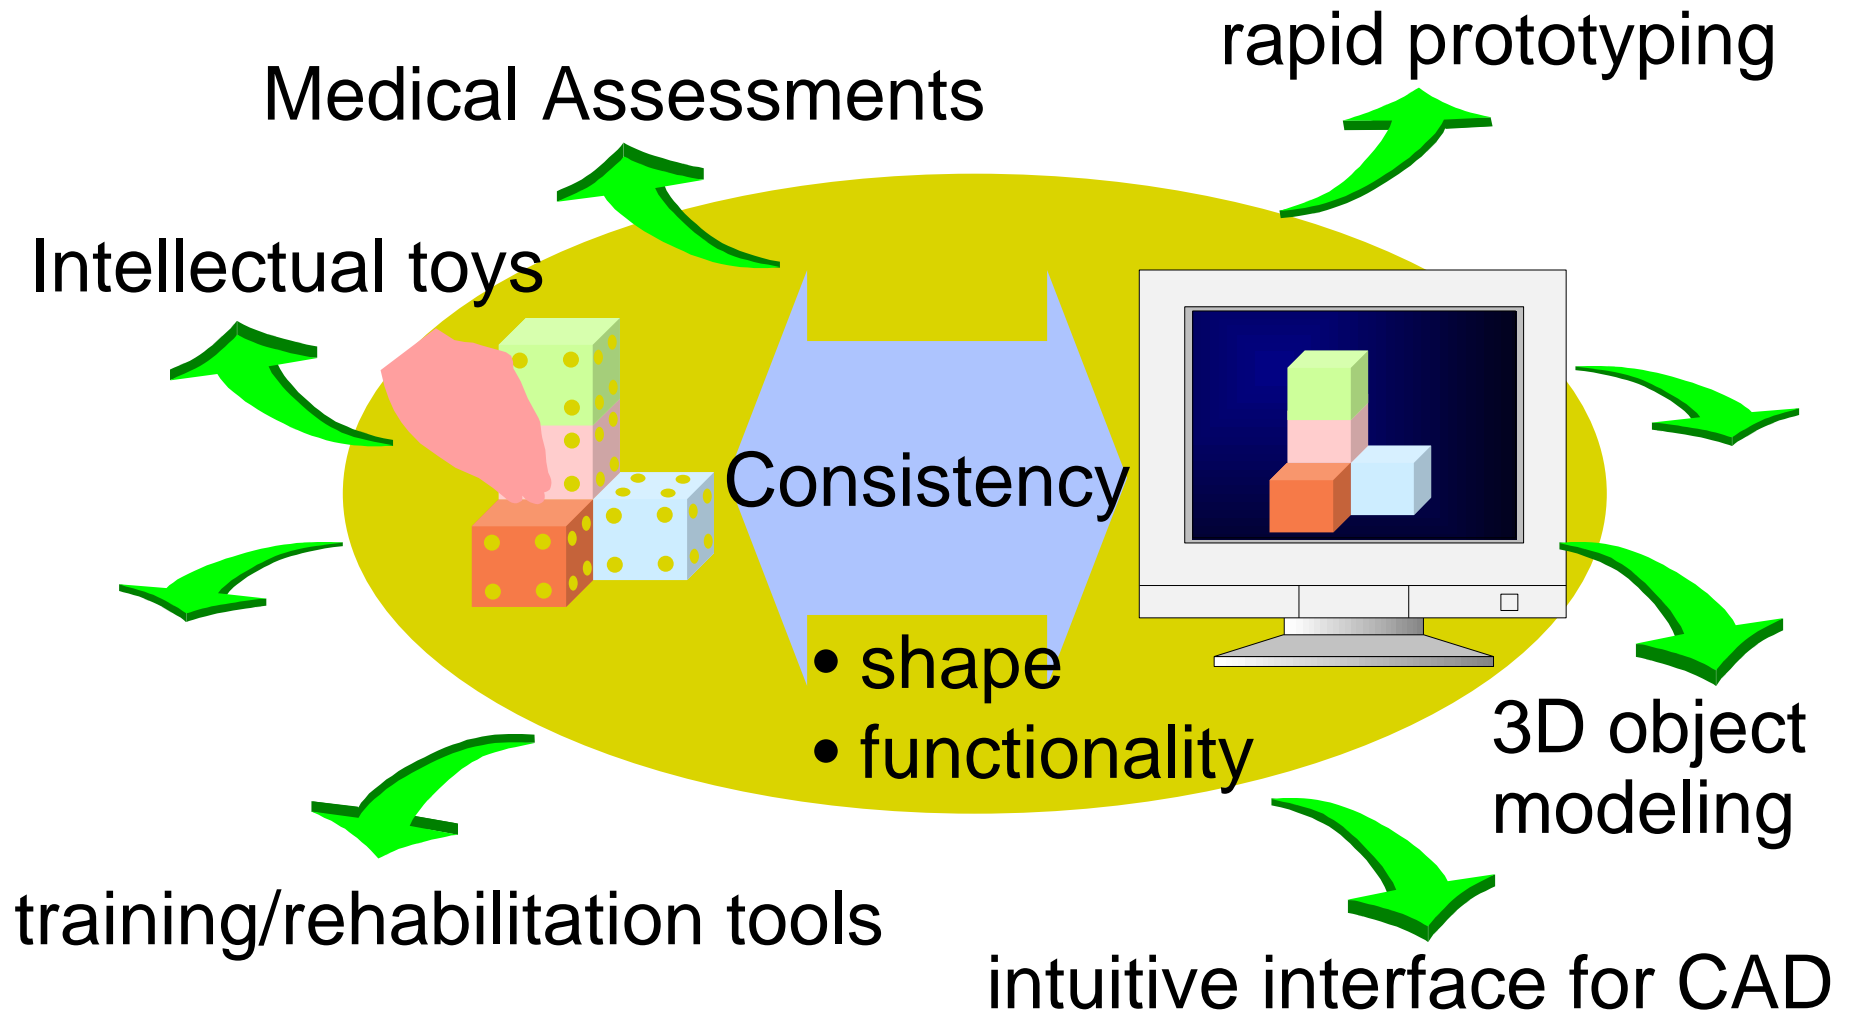 rapid prototyping
Medical Assessments
Intellectual toys
Consistency
• shape
• functionality
3D object
modeling
training/rehabilitation tools
intuitive interface for CAD